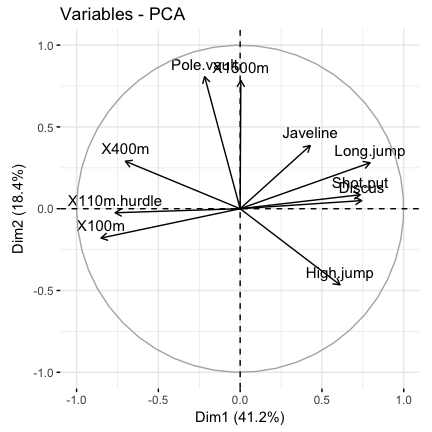 Variables - PCA
1.0
Pole.vault
X1500m
0.5
Javeline
X400m
Long.jump
Shot.put
Discus
X110m.hurdle
0.0
X100m
High.jump
-0.5
-1.0
-1.0
-0.5
0.0
0.5
1.0
Dim1 (41.2%)
Dim2 (18.4%)